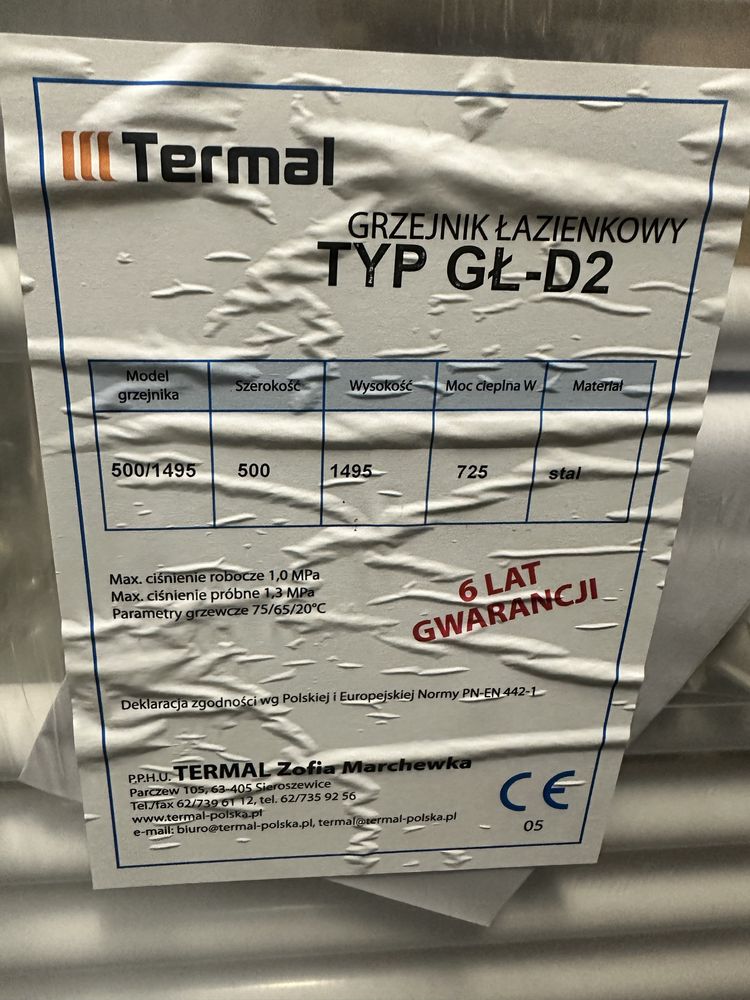 Termal
GRZEJNIK ŁAZIENKOWY
TYP GŁ-D2
Model grzejnika Szerokość Wysokość Moc cieplna W Materiał
500/1495 500 1495 725 stal
Max. ciśnienie robocze 1,0 MPa
Max. ciśnienie próbne 1,3 MPa
Parametry grzewcze 75/65/20°C
6 LAT
GWARANCJI
Deklaracja zgodności wg Polskiej i Europejskiej Normy PN-EN 442-1
P.P.H.U. TERMAL Zofia Marchewka
Parczew 105, 63-405 Sieroszewice
Tel./fax 62/739 61 12, tel. 62/735 92 56
www.termal-polska.pl
e-mail: biuro@termal-polska.pl, termal@termal-polska.pl
CE
05